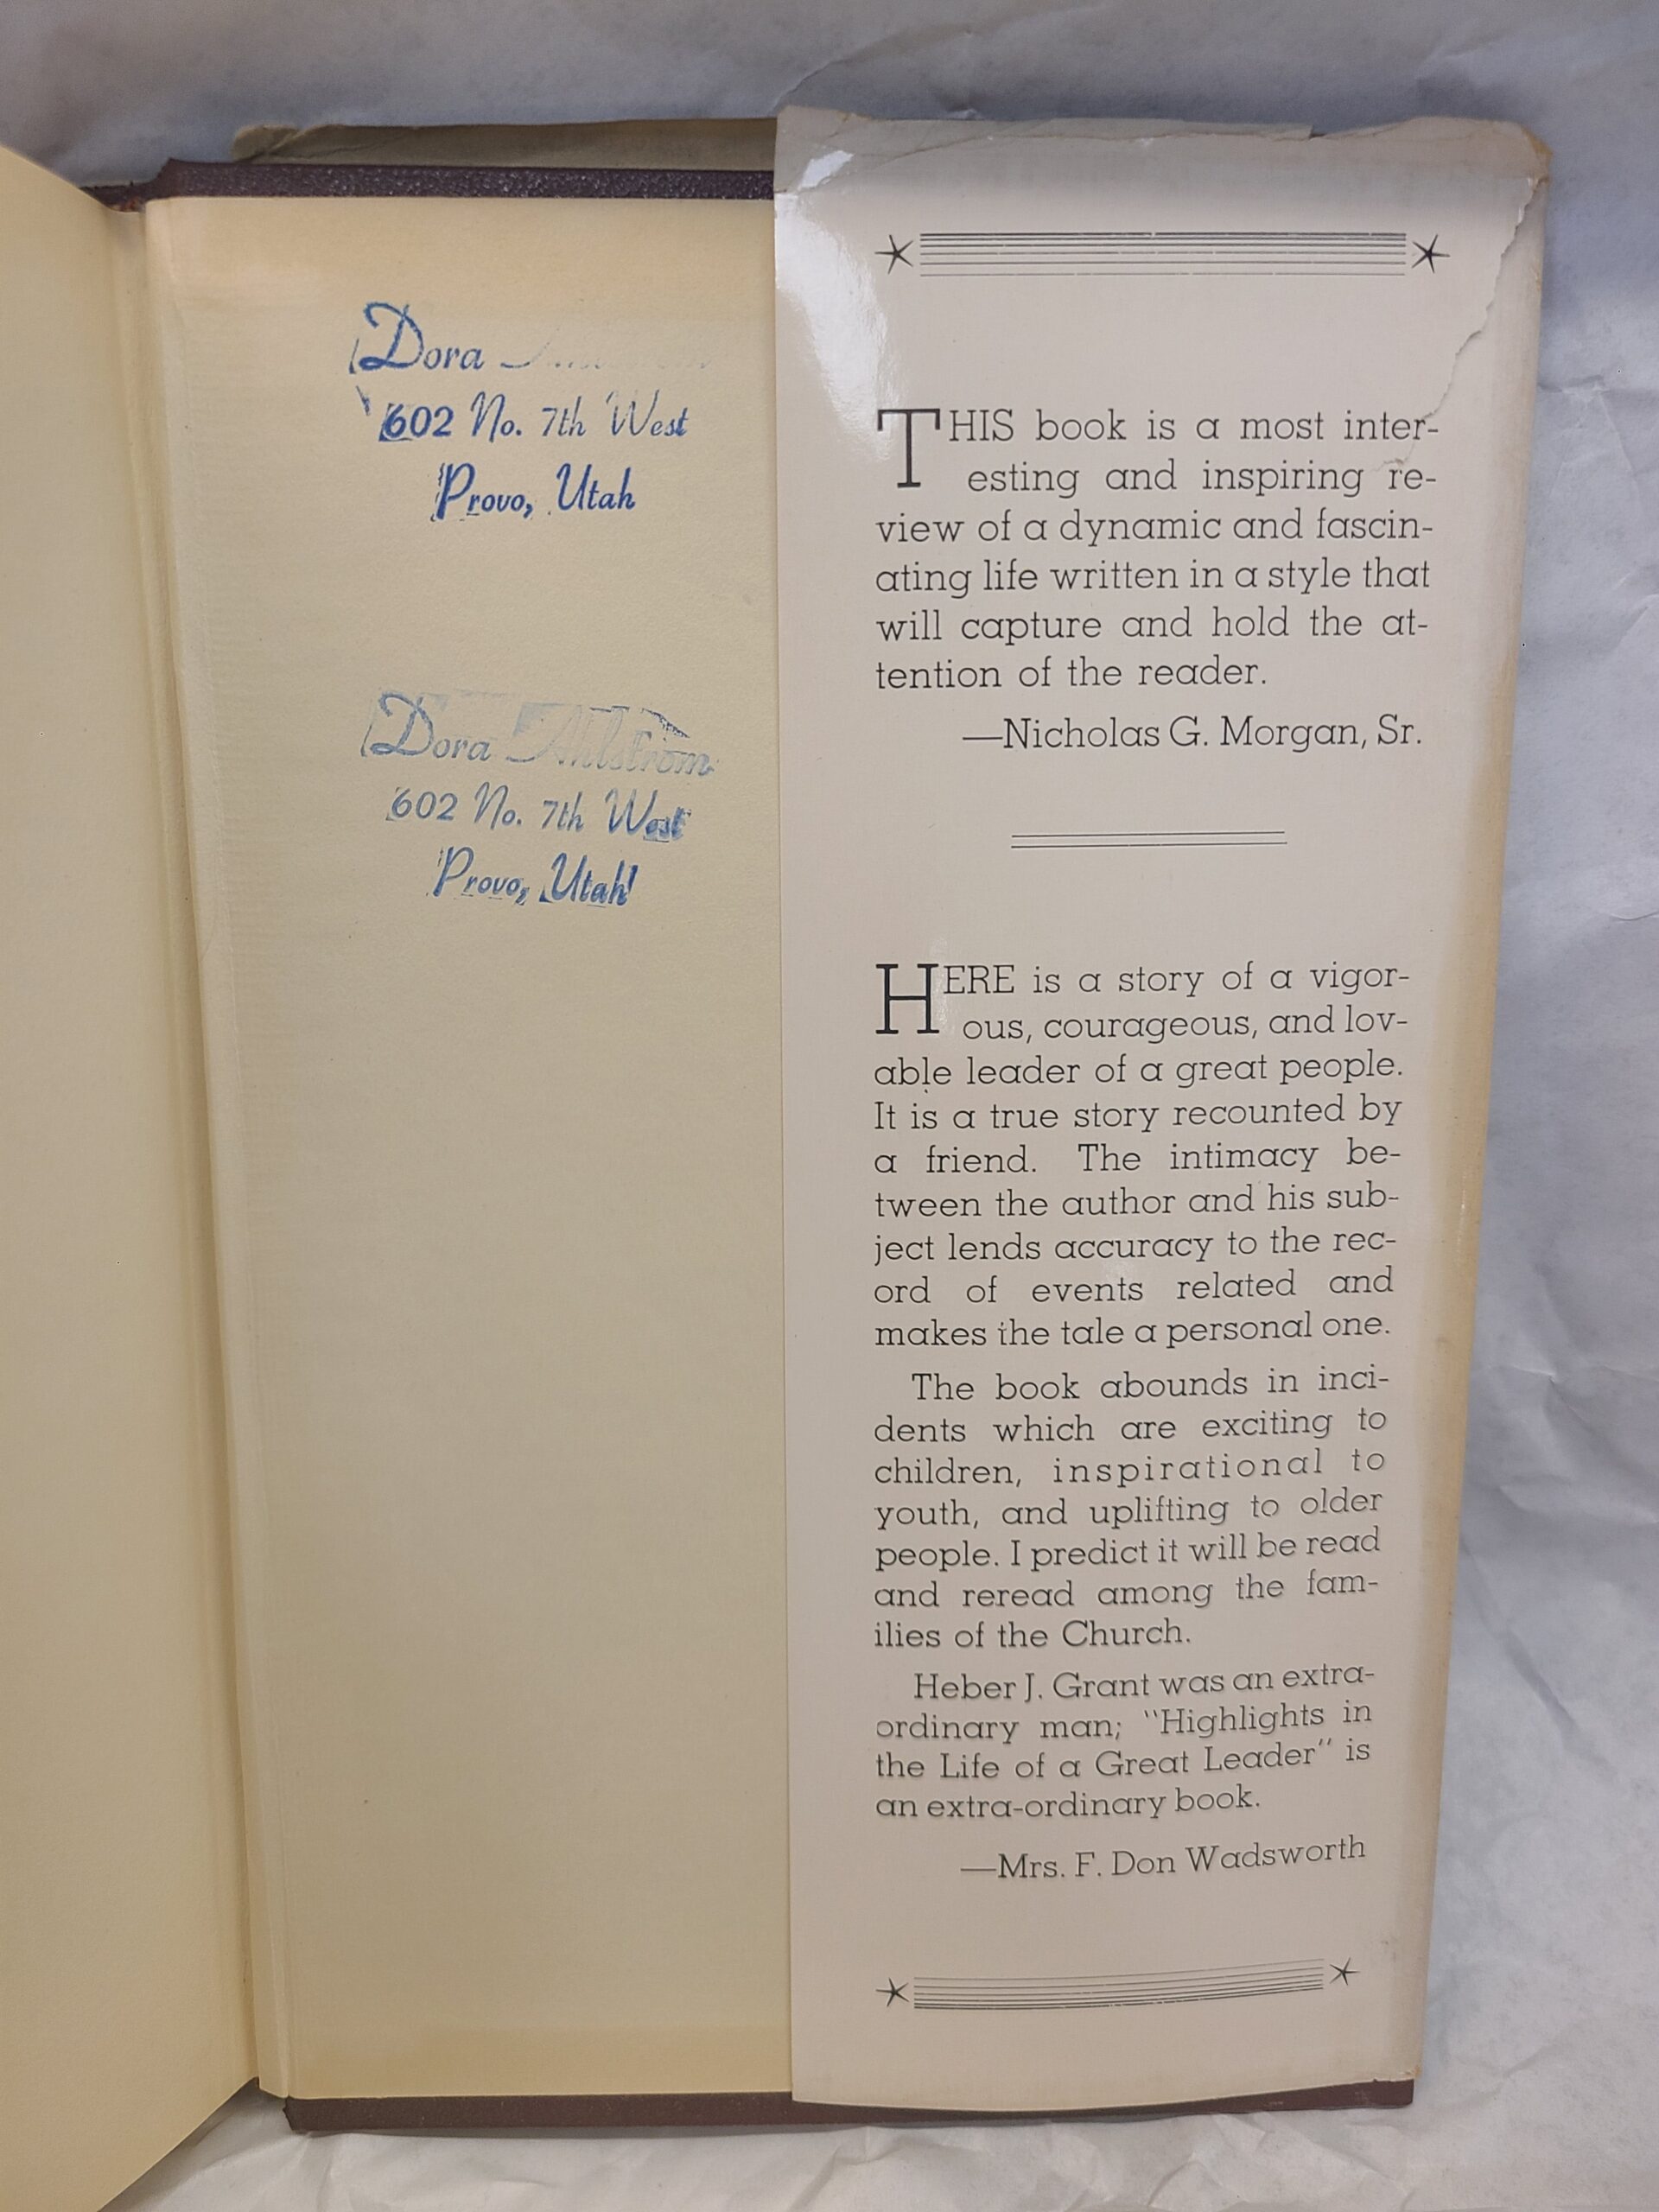 Dora
602 No. 7th West
Provo, Utah
Dora Ahlstrom
602 No. 7th West
Provo, Utah
THIS book is a most inter-
esting and inspiring re-
view of a dynamic and fascin-
ating life written in a style that
will capture and hold the at-
tention of the reader.
—Nicholas G. Morgan, Sr.
HERE is a story of a vigor-
ous, courageous, and lov-
able leader of a great people.
It is a true story recounted by
a friend. The intimacy be-
tween the author and his sub-
ject lends accuracy to the rec-
ord of events related and
makes the tale a personal one.
The book abounds in inci-
dents which are exciting to
children, inspirational to
youth, and uplifting to older
people. I predict it will be read
and reread among the fam-
ilies of the Church.
Heber J. Grant was an extra-
ordinary man; "Highlights in
the Life of a Great Leader" is
an extra-ordinary book.
—Mrs. F. Don Wadsworth